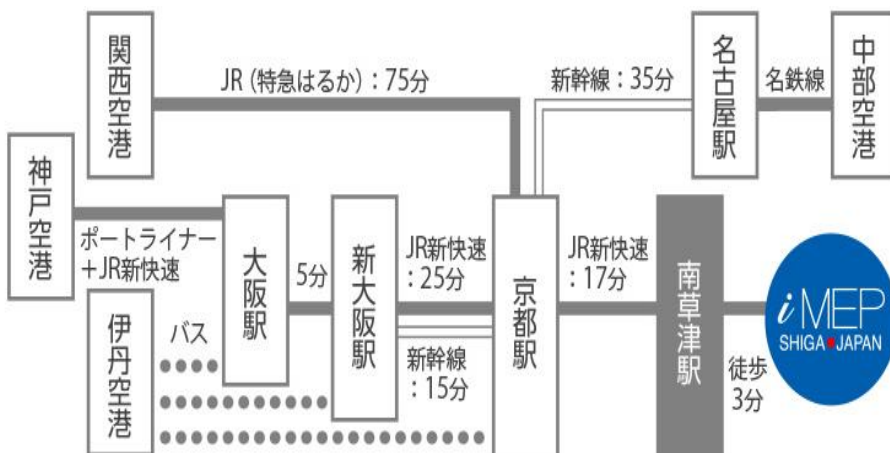 関西空港
JR（特急はるか）：75分
新幹線：35分
名古屋駅
名鉄線
中部空港
神戸空港
ポートライナー
＋JR新快速
大阪駅
5分
新大阪駅
JR新快速
：25分
京都駅
JR新快速
：17分
南草津駅
iMEP
SHIGA JAPAN
伊丹空港
バス
新幹線
：15分
徒歩
3分